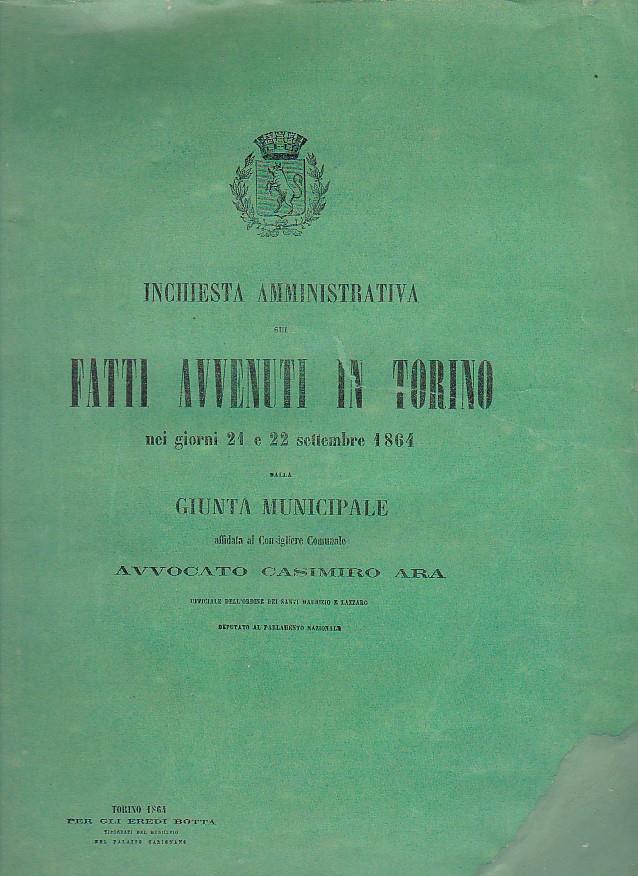 INCHIESTA AMMINISTRATIVA
SUI
FATTI AVVENUTI IN TORINO
nei giorni 21 e 22 settembre 1864
DALLA
GIUNTA MUNICIPALE
affidata al Consigliere Comunale
AVVOCATO CASIMIRO ARA
UFFICIALE DELL'ORDINE DEI SANTI MAURIZIO E LAZZARO
DEPUTATO AL PARLAMENTO NAZIONALE
TORINO 1864
PER GLI EREDI BOTTA
TIPOGRAFI DEL MUNICIPIO
NEL PALAZZO CARIGNANO